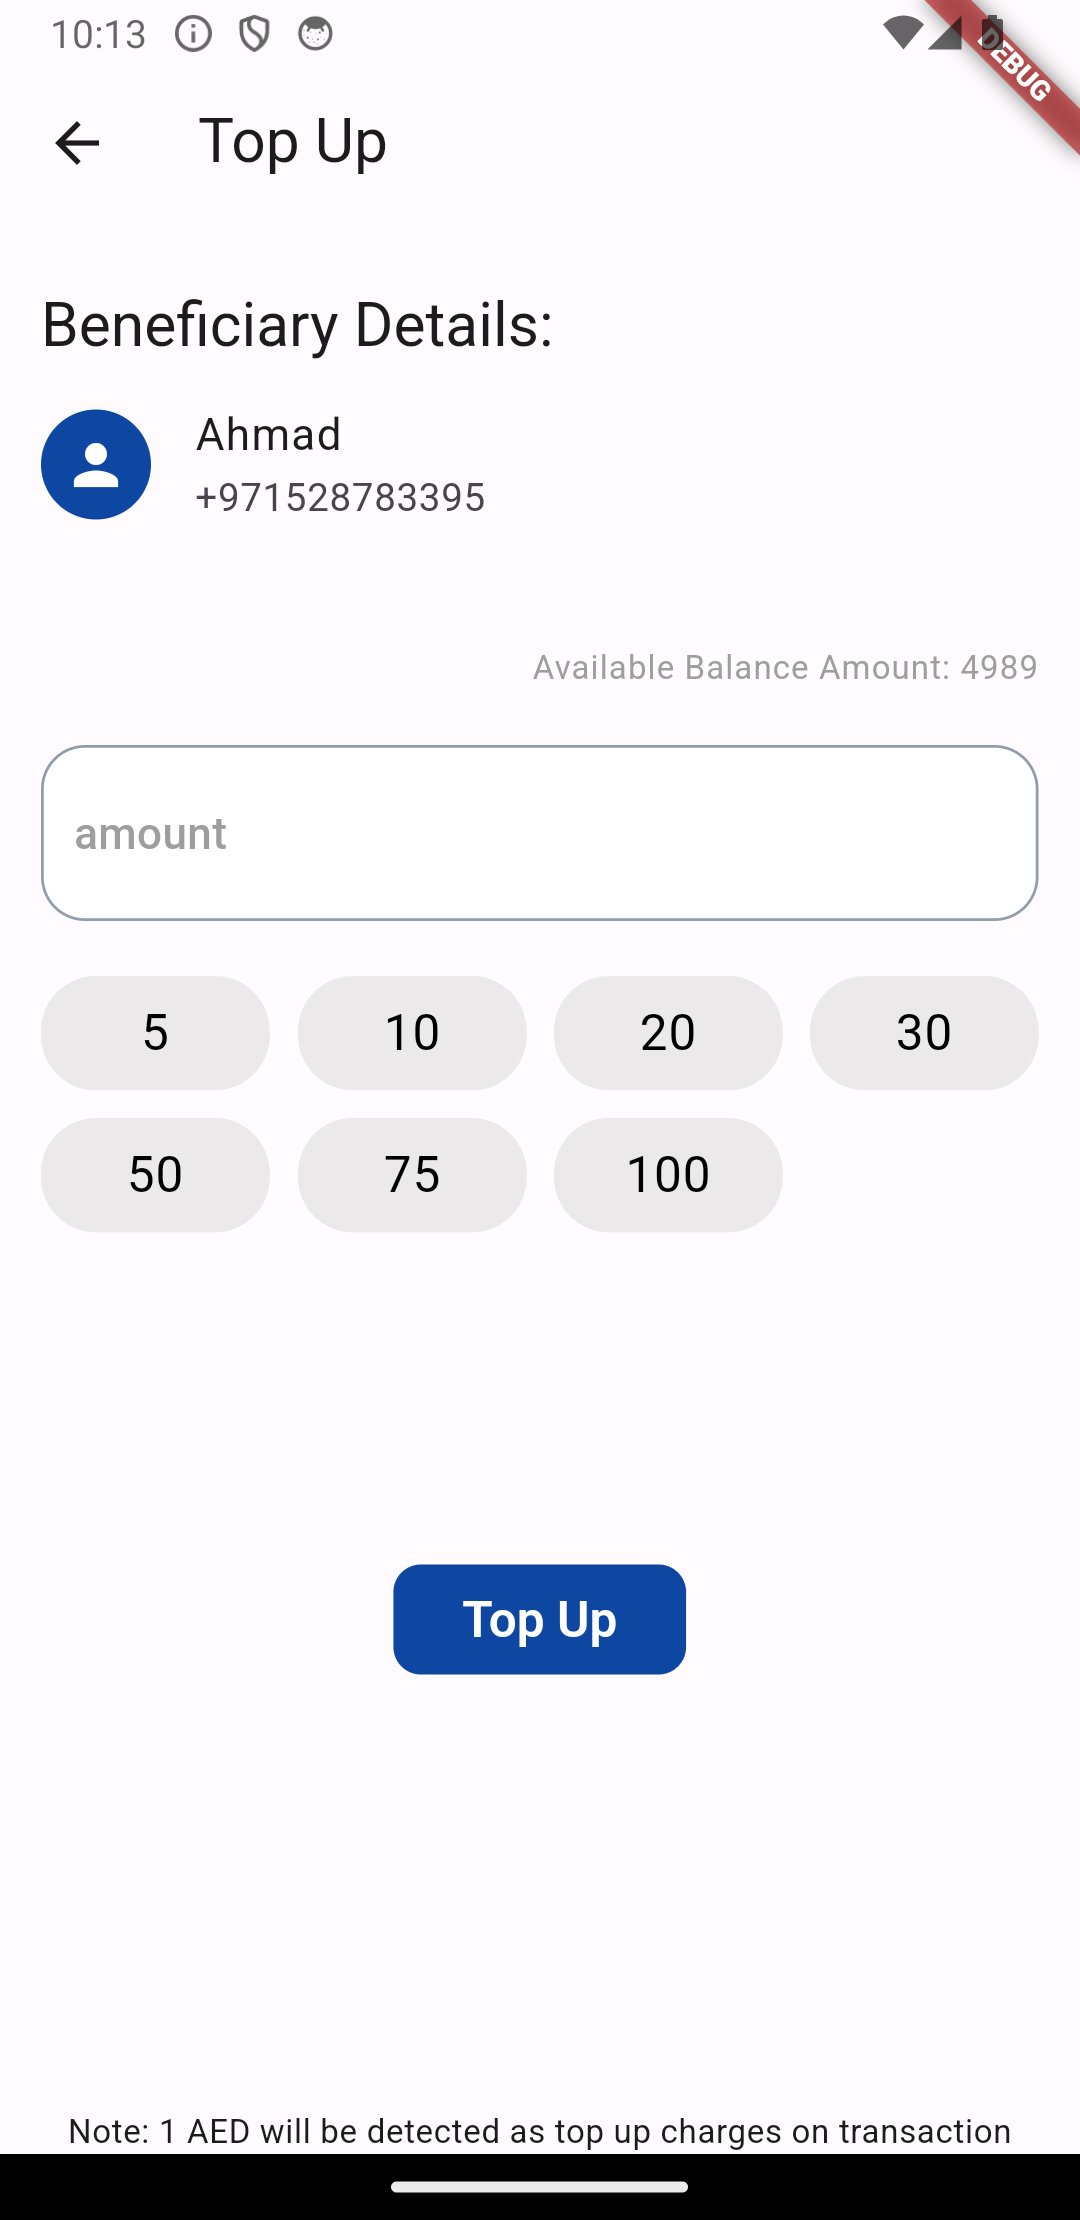 10:13
DEBUG
Top Up
Beneficiary Details:
Ahmad
+971528783395
Available Balance Amount: 4989
amount
5 10 20 30
50 75 100
Top Up
Note: 1 AED will be detected as top up charges on transaction